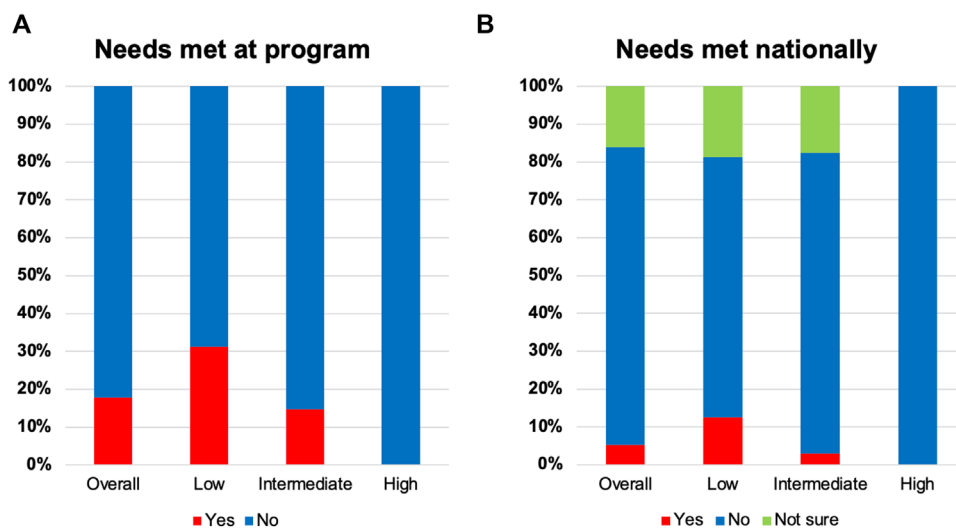 A
Needs met at program
100%
90%
80%
70%
60%
50%
40%
30%
20%
10%
0%
Overall Low Intermediate High
Yes No
B
Needs met nationally
100%
90%
80%
70%
60%
50%
40%
30%
20%
10%
0%
Overall Low Intermediate High
Yes No Not sure